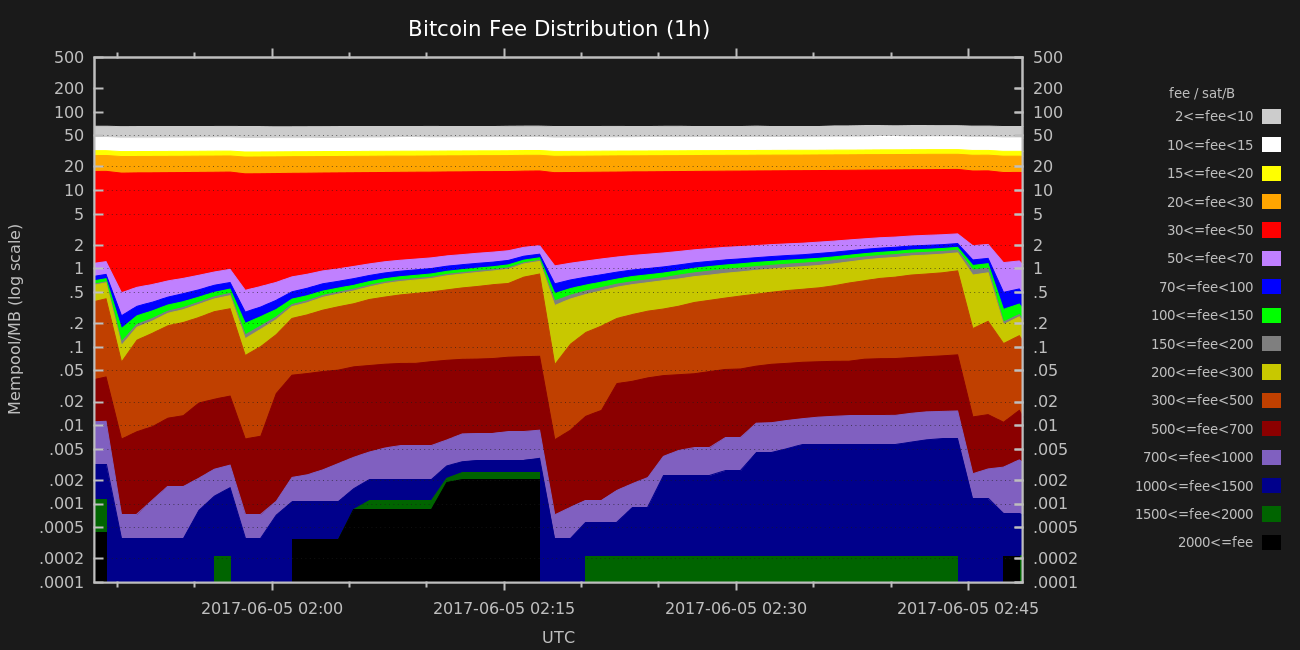 Bitcoin Fee Distribution (1h)
Mempool/MB (log scale)
500
200
100
50
20
10
5
2
1
.5
.2
.1
.05
.02
.01
.005
.002
.001
.0005
.0002
.0001
500
200
100
50
20
10
5
2
1
.5
.2
.1
.05
.02
.01
.005
.002
.001
.0005
.0002
.0001
2017-06-05 02:00 2017-06-05 02:15 2017-06-05 02:30 2017-06-05 02:45
UTC
fee / sat/B
2<=fee<10
10<=fee<15
15<=fee<20
20<=fee<30
30<=fee<50
50<=fee<70
70<=fee<100
100<=fee<150
150<=fee<200
200<=fee<300
300<=fee<500
500<=fee<700
700<=fee<1000
1000<=fee<1500
1500<=fee<2000
2000<=fee